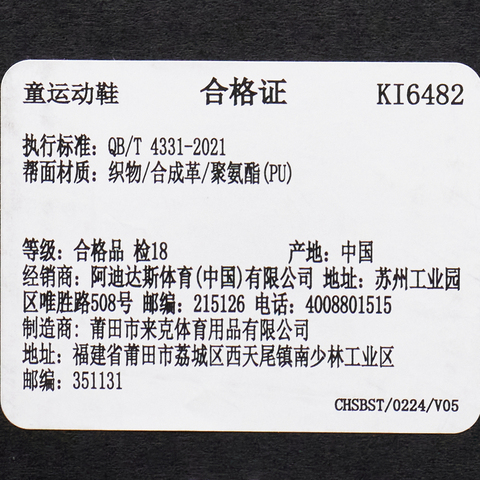 童运动鞋 合格证 KI6482
执行标准：QB/T 4331-2021
帮面材质：织物/合成革/聚氨酯(PU)
等级：合格品 检18 产地：中国
经销商：阿迪达斯体育(中国)有限公司 地址：苏州工业园
区唯胜路508号 邮编：215126 电话：4008801515
制造商：莆田市来克体育用品有限公司
地址：福建省莆田市荔城区西天尾镇南少林工业区
邮编：351131
CHSBST/0224/V05